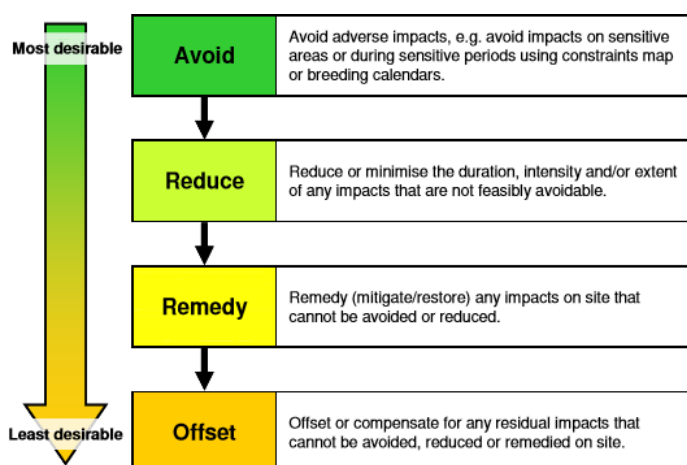 Most desirable
Avoid
Avoid adverse impacts, e.g. avoid impacts on sensitive
areas or during sensitive periods using constraints map
or breeding calendars.
Reduce
Reduce or minimise the duration, intensity and/or extent
of any impacts that are not feasibly avoidable.
Remedy
Remedy (mitigate/restore) any impacts on site that
cannot be avoided or reduced.
Least desirable
Offset
Offset or compensate for any residual impacts that
cannot be avoided, reduced or remedied on site.